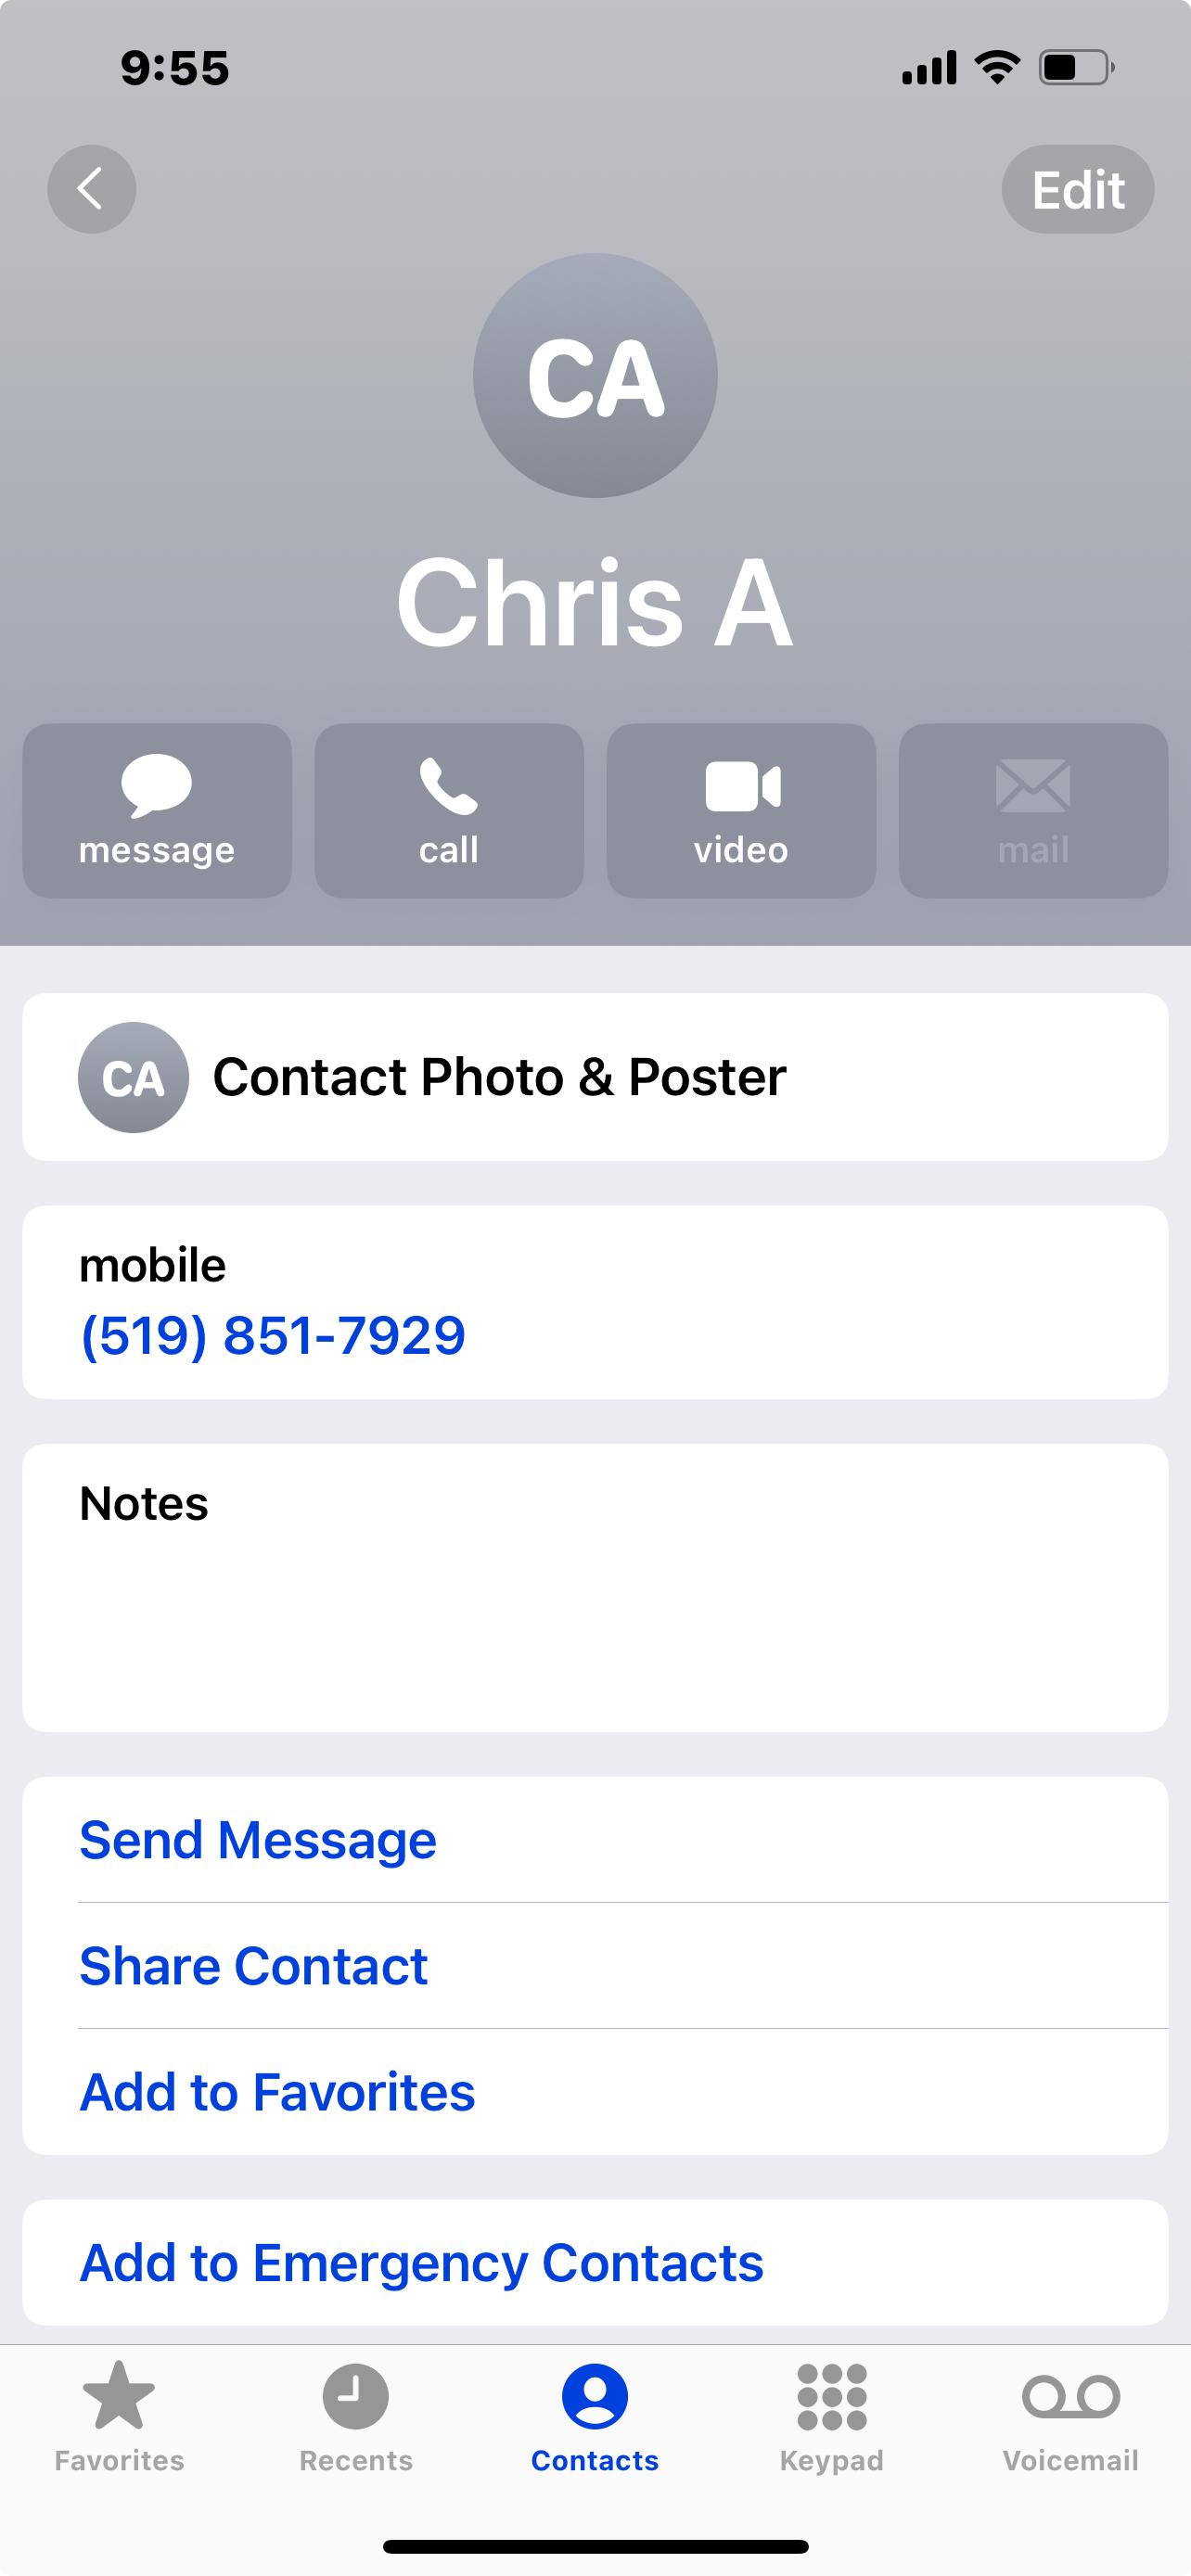 9:55
Edit
CA
Chris A
message call video mail
CA Contact Photo & Poster
mobile
(519) 851-7929
Notes
Send Message
Share Contact
Add to Favorites
Add to Emergency Contacts
Favorites Recents Contacts Keypad Voicemail